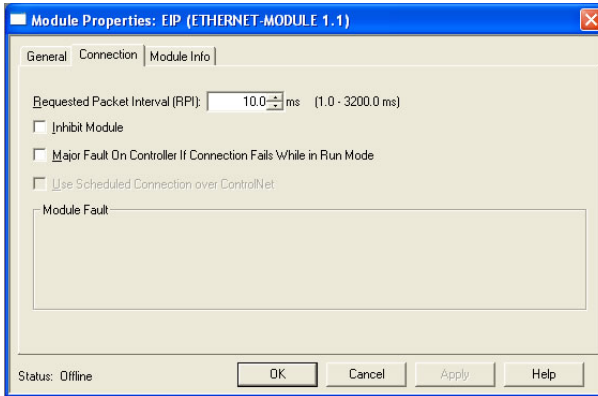 Module Properties: EIP (ETHERNET-MODULE 1.1)
General Connection Module Info
Requested Packet Interval (RPI): 10.0 ms (1.0 - 3200.0 ms)
Inhibit Module
Major Fault On Controller If Connection Fails While in Run Mode
Use Scheduled Connection over ControlNet
Module Fault
Status: Offline OK Cancel Apply Help